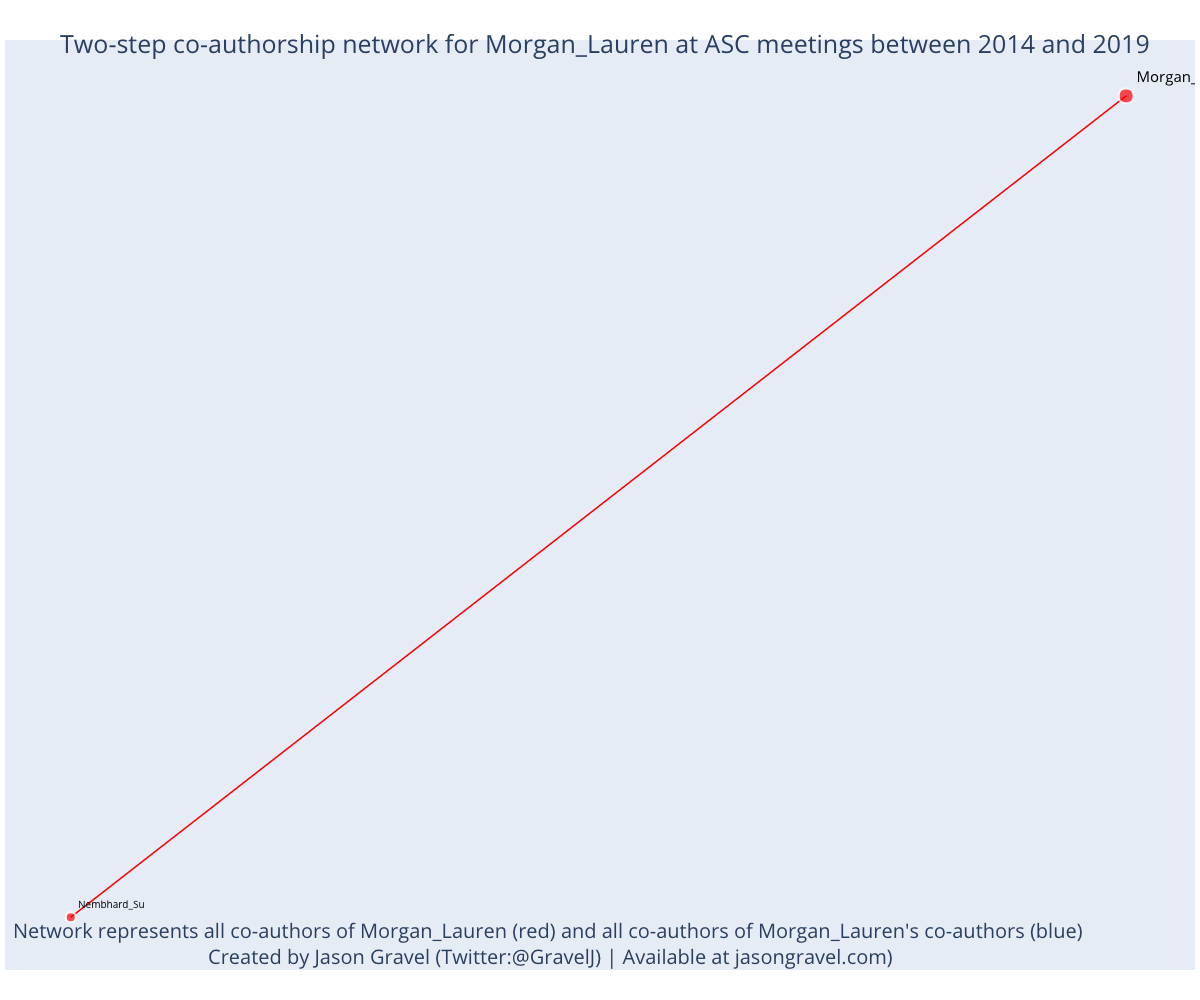 Two-step co-authorship network for Morgan_Lauren at ASC meetings between 2014 and 2019
Morgan_
Nembhard_Su
Network represents all co-authors of Morgan_Lauren (red) and all co-authors of Morgan_Lauren's co-authors (blue)
Created by Jason Gravel (Twitter:@GravelJ) | Available at jasongravel.com)